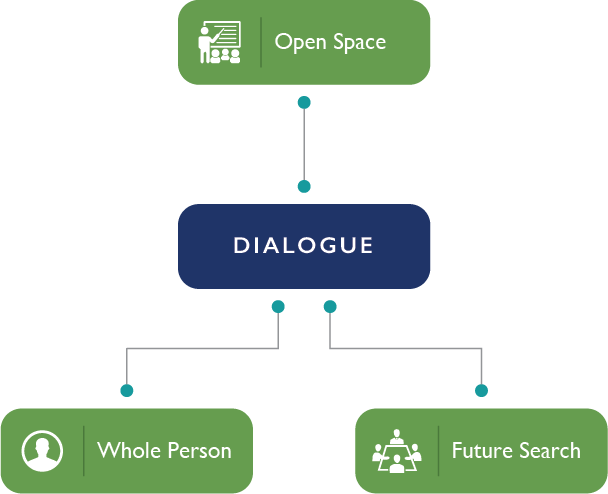 Open Space
DIALOGUE
Whole Person
Future Search